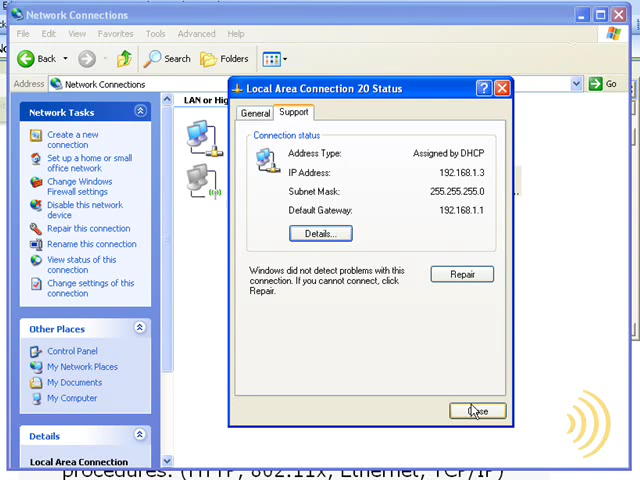 Network Connections
File Edit View Favorites Tools Advanced Help
Back Search Folders
Address Network Connections Go
LAN or Hig
Network Tasks
Create a new
connection
Set up a home or small
office network
Change Windows
Firewall settings
Disable this network
device
Repair this connection
Rename this connection
View status of this
connection
Change settings of this
connection
Other Places
Control Panel
My Network Places
My Documents
My Computer
Details
Local Area Connection
Local Area Connection 20 Status
General Support
Connection status
Address Type: Assigned by DHCP
IP Address: 192.168.1.3
Subnet Mask: 255.255.255.0
Default Gateway: 192.168.1.1
Details...
Windows did not detect problems with this
connection. If you cannot connect, click
Repair.
Repair
Close
procedures: (HTTP, 802.11x, Ethernet, TCP/IP)